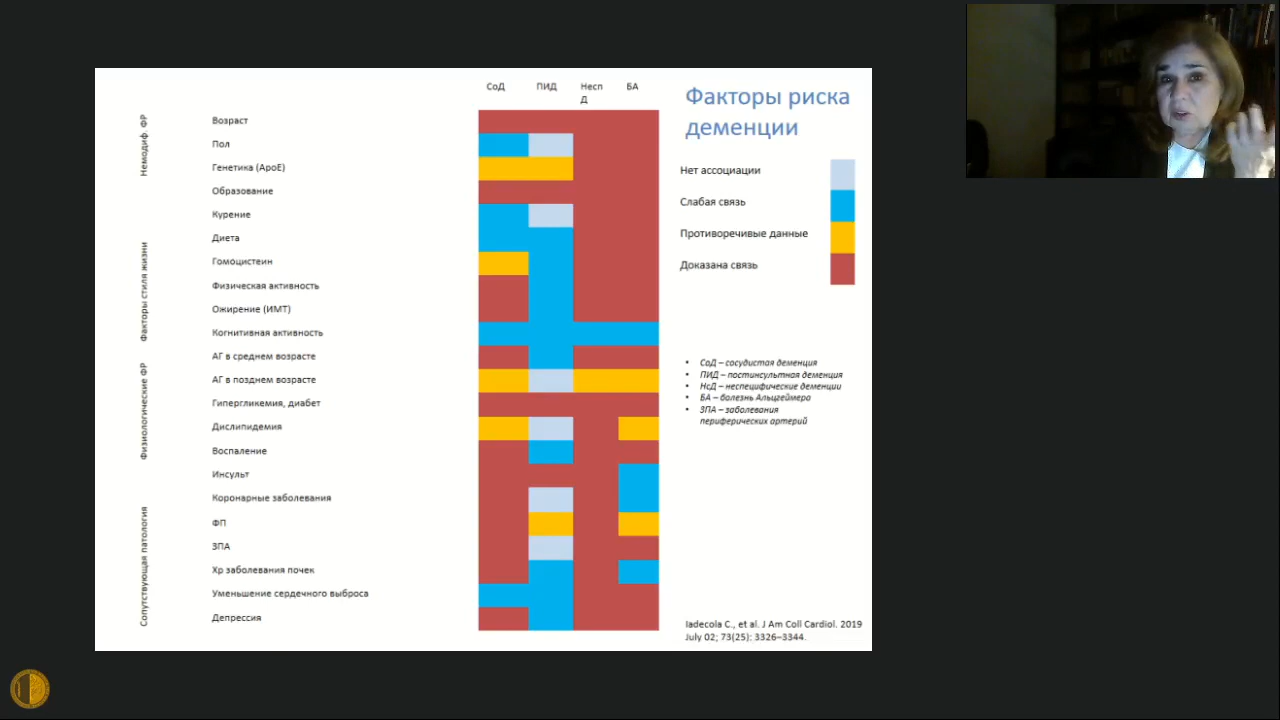 СоД ПИД Несп БА
Д
Факторы риска
деменции
Немодиф. ФР
Возраст
Пол
Генетика (АроЕ)
Образование
Факторы стиля жизни
Курение
Диета
Гомоцистеин
Физическая активность
Ожирение (ИМТ)
Когнитивная активность
Физиологические ФР
АГ в среднем возрасте
АГ в позднем возрасте
Гипергликемия, диабет
Дислипидемия
Воспаление
Сопутствующая патология
Инсульт
Коронарные заболевания
ФП
ЗПА
Хр заболевания почек
Уменьшение сердечного выброса
Депрессия
Нет ассоциации
Слабая связь
Противоречивые данные
Доказана связь
• СоД – сосудистая деменция
• ПИД – постинсультная деменция
• НсД – неспецифические деменции
• БА – болезнь Альцгеймера
• ЗПА – заболевания
периферических артерий
Iadecola C., et al. J Am Coll Cardiol. 2019
July 02; 73(25): 3326–3344.